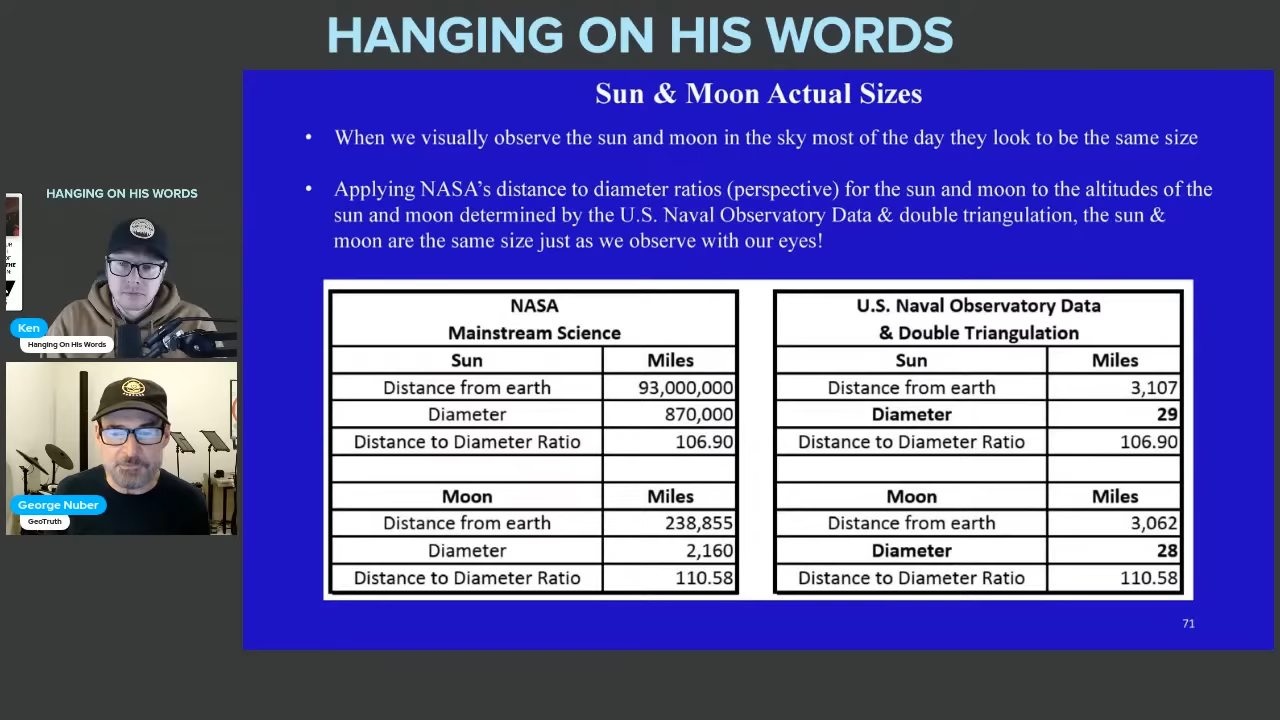 HANGING ON HIS WORDS
Sun & Moon Actual Sizes
• When we visually observe the sun and moon in the sky most of the day they look to be the same size
• Applying NASA's distance to diameter ratios (perspective) for the sun and moon to the altitudes of the
sun and moon determined by the U.S. Naval Observatory Data & double triangulation, the sun &
moon are the same size just as we observe with our eyes!
HANGING ON HIS WORDS
Ken
Hanging On His Words
George Nuber
GeoTruth
NASA
Mainstream Science
Sun Miles
Distance from earth 93,000,000
Diameter 870,000
Distance to Diameter Ratio 106.90
Moon Miles
Distance from earth 238,855
Diameter 2,160
Distance to Diameter Ratio 110.58
U.S. Naval Observatory Data
& Double Triangulation
Sun Miles
Distance from earth 3,107
Diameter 29
Distance to Diameter Ratio 106.90
Moon Miles
Distance from earth 3,062
Diameter 28
Distance to Diameter Ratio 110.58
71